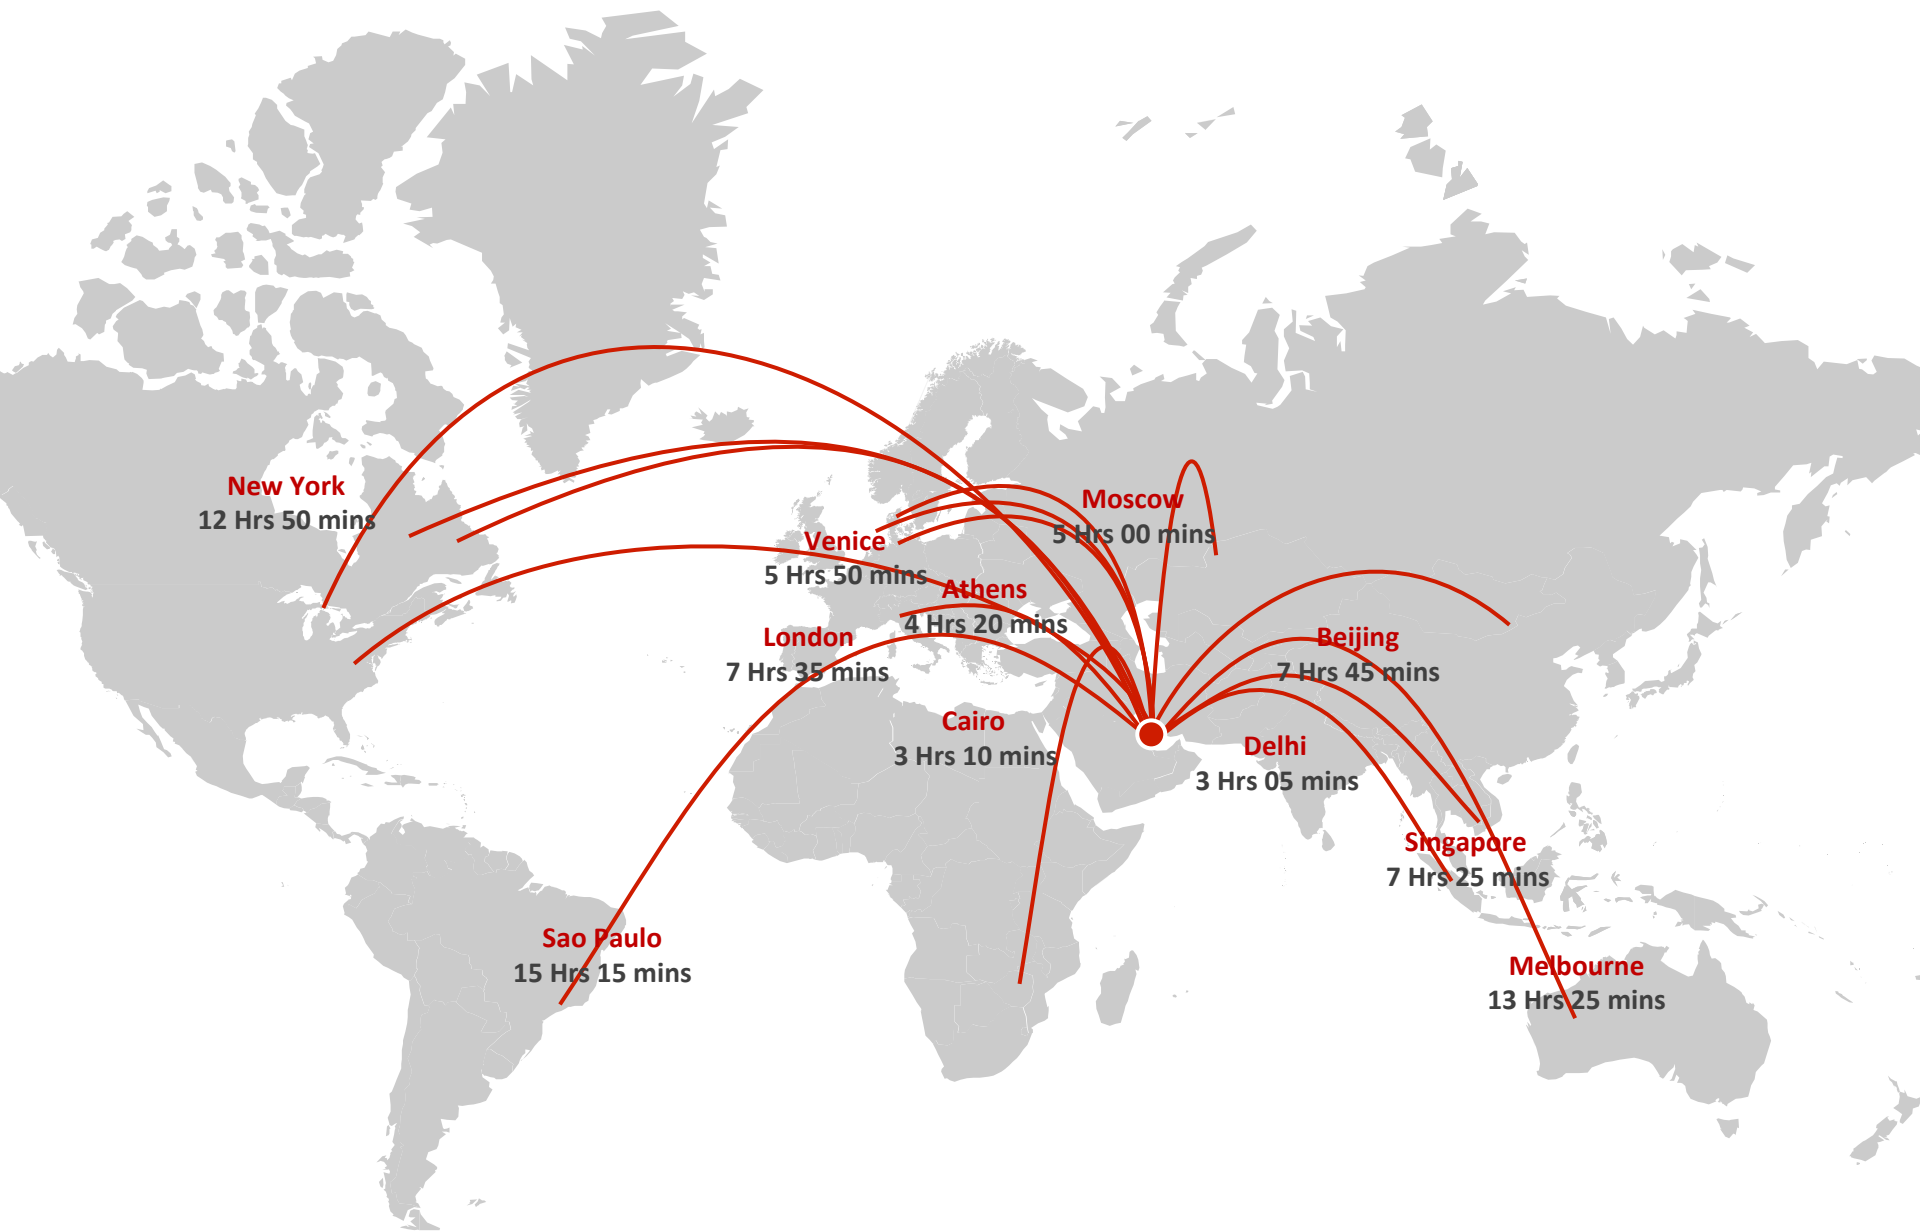 New York
12 Hrs 50 mins
Moscow
5 Hrs 00 mins
Venice
5 Hrs 50 mins
Athens
4 Hrs 20 mins
London
7 Hrs 35 mins
Beijing
7 Hrs 45 mins
Cairo
3 Hrs 10 mins
Delhi
3 Hrs 05 mins
Singapore
7 Hrs 25 mins
Sao Paulo
15 Hrs 15 mins
Melbourne
13 Hrs 25 mins